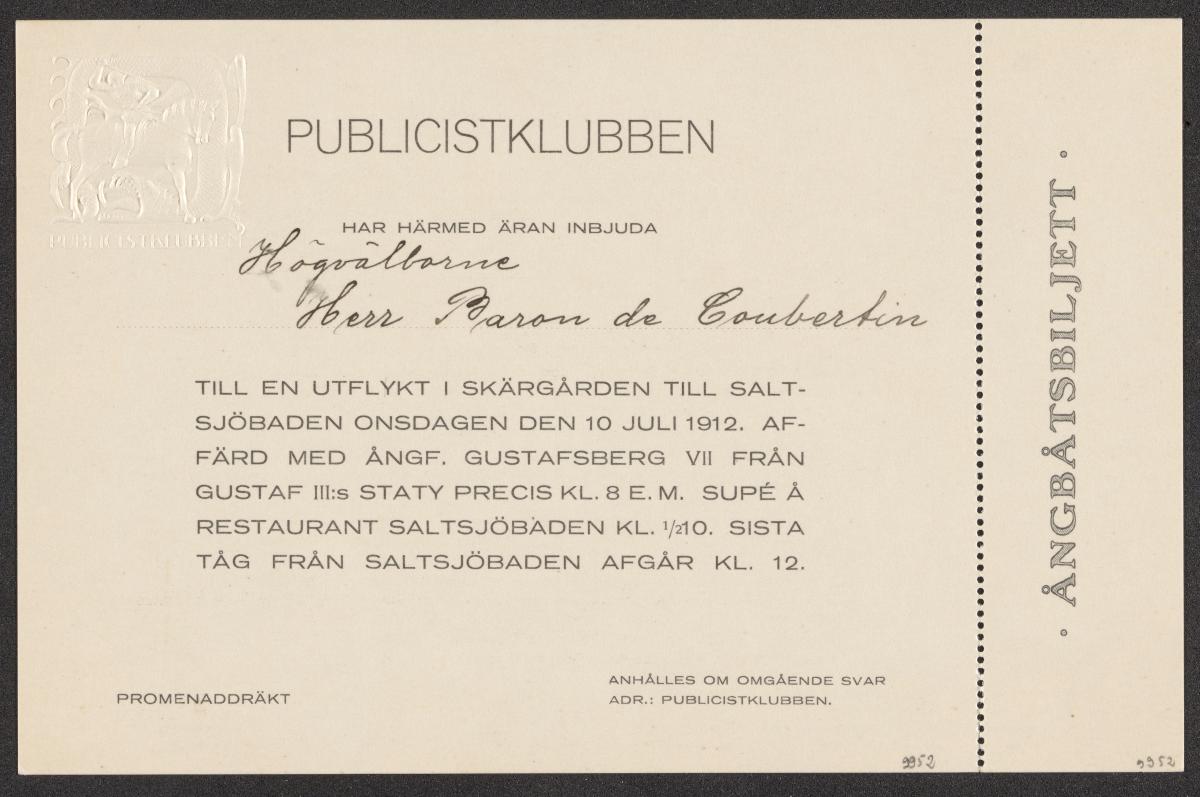 PUBLICISTKLUBBEN
PUBLICISTKLUBBEN
HAR HÄRMED ÄRAN INBJUDA
Högvälborne
Herr Baron de Coubertin
TILL EN UTFLYKT I SKÄRGÅRDEN TILL SALT-
SJÖBADEN ONSDAGEN DEN 10 JULI 1912. AF-
FÄRD MED ÅNGF. GUSTAFSBERG VII FRÅN
GUSTAF III:s STATY PRECIS KL. 8 E. M. SUPÉ Å
RESTAURANT SALTSJÖBADEN KL. 1/210. SISTA
TÅG FRÅN SALTSJÖBADEN AFGÅR KL. 12.
PROMENADDRÄKT
ANHÅLLES OM OMGÅENDE SVAR
ADR.: PUBLICISTKLUBBEN.
9952
· ÅNGBÅTSBILJETT ·
9952